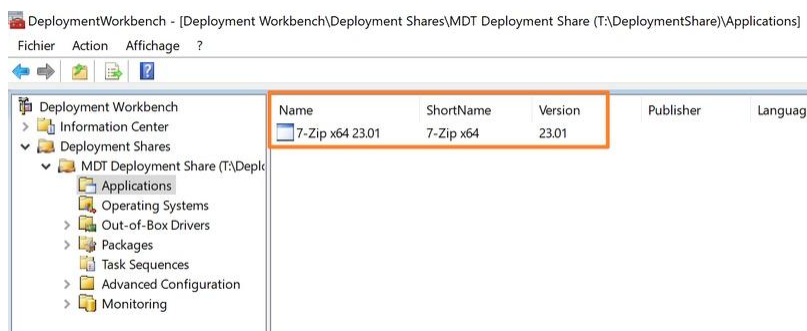 DeploymentWorkbench - [Deployment Workbench\Deployment Shares\MDT Deployment Share (T:\DeploymentShare)\Applications]
Fichier Action Affichage ?
Deployment Workbench
Information Center
Deployment Shares
MDT Deployment Share (T:\Deplo
Applications
Operating Systems
Out-of-Box Drivers
Packages
Task Sequences
Advanced Configuration
Monitoring
Name ShortName Version Publisher Languag
7-Zip x64 23.01 7-Zip x64 23.01